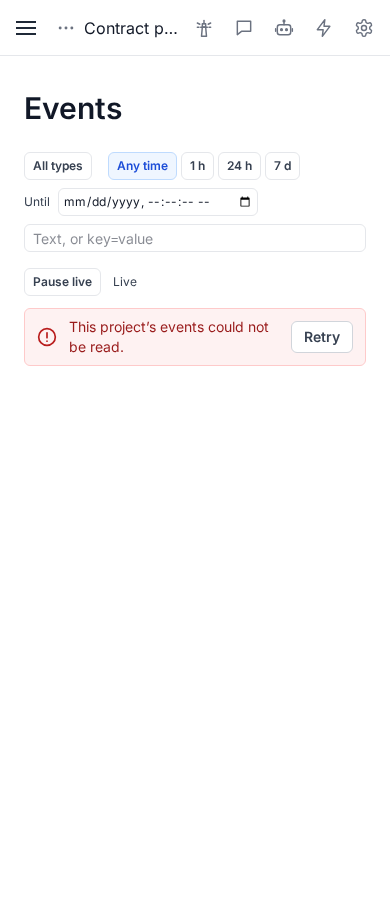 Contract p...
Events
All types
Any time
1 h
24 h
7 d
Until
mm/dd/yyyy, --:--:-- --
Text, or key=value
Pause live
Live
This project's events could not
be read.
Retry